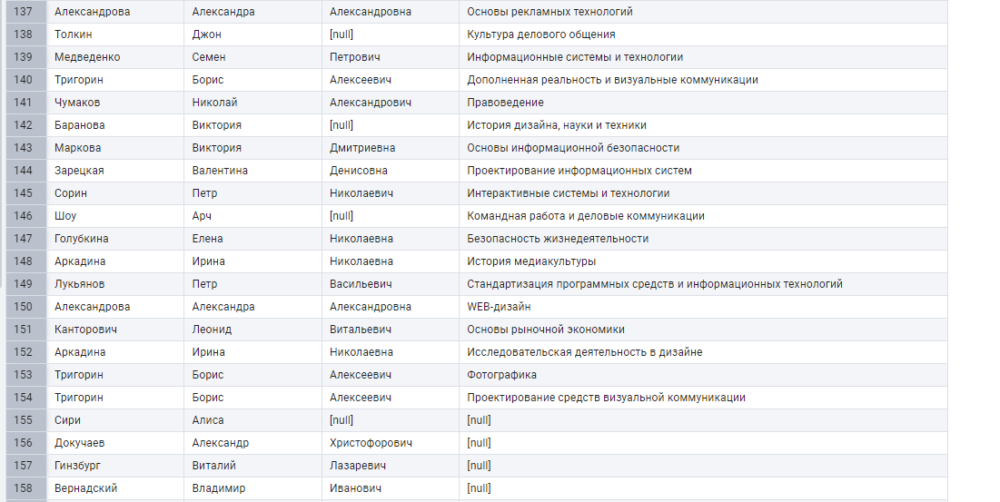 137 Александрова Александра Александровна Основы рекламных технологий
138 Толкин Джон [null] Культура делового общения
139 Медведенко Семен Петрович Информационные системы и технологии
140 Тригорин Борис Алексеевич Дополненная реальность и визуальные коммуникации
141 Чумаков Николай Александрович Правоведение
142 Баранова Виктория [null] История дизайна, науки и техники
143 Маркова Виктория Дмитриевна Основы информационной безопасности
144 Зарецкая Валентина Денисовна Проектирование информационных систем
145 Сорин Петр Николаевич Интерактивные системы и технологии
146 Шоу Арч [null] Командная работа и деловые коммуникации
147 Голубкина Елена Николаевна Безопасность жизнедеятельности
148 Аркадина Ирина Николаевна История медиакультуры
149 Лукьянов Петр Васильевич Стандартизация программных средств и информационных технологий
150 Александрова Александра Александровна WEB-дизайн
151 Канторович Леонид Витальевич Основы рыночной экономики
152 Аркадина Ирина Николаевна Исследовательская деятельность в дизайне
153 Тригорин Борис Алексеевич Фотографика
154 Тригорин Борис Алексеевич Проектирование средств визуальной коммуникации
155 Сири Алиса [null] [null]
156 Докучаев Александр Христофорович [null]
157 Гинзбург Виталий Лазаревич [null]
158 Вернадский Владимир Иванович [null]